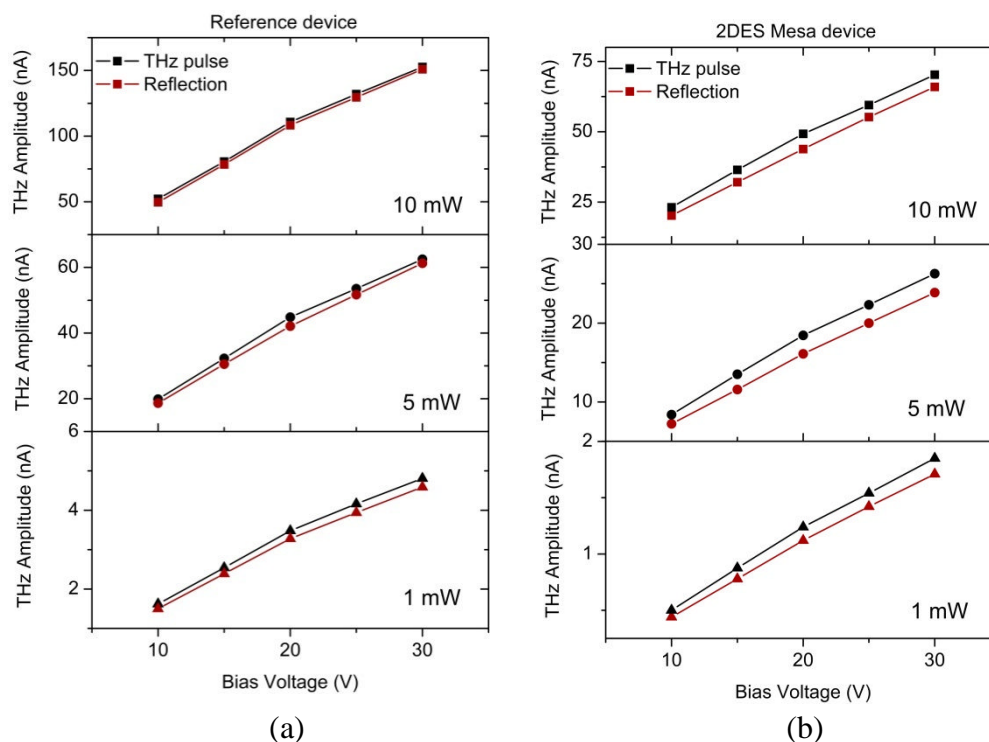 Reference device
THz pulse
Reflection
THz Amplitude (nA)
150
100
50
10 mW
THz Amplitude (nA)
60
40
20
5 mW
THz Amplitude (nA)
6
4
2
1 mW
10
20
30
Bias Voltage (V)
(a)
2DES Mesa device
THz pulse
Reflection
THz Amplitude (nA)
75
50
25
10 mW
THz Amplitude (nA)
30
20
10
5 mW
THz Amplitude (nA)
2
1
1 mW
10
20
30
Bias Voltage (V)
(b)